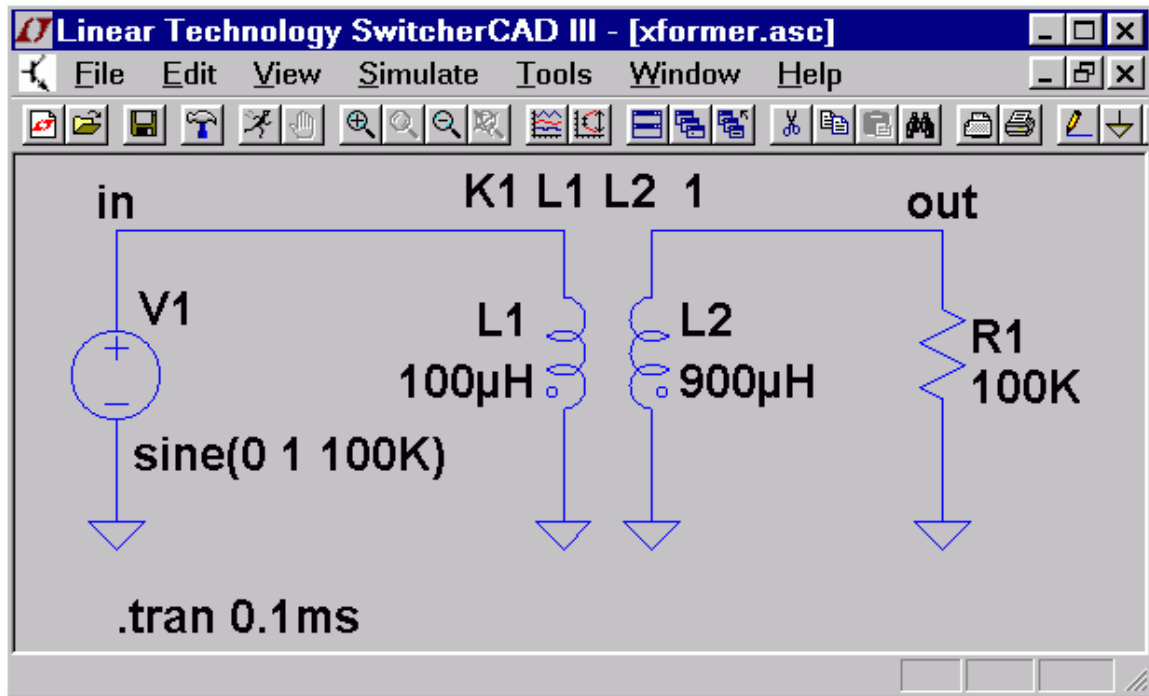 Linear Technology SwitcherCAD III - [xformer.asc]
File Edit View Simulate Tools Window Help
in
K1 L1 L2 1
out
V1
L1
100µH
L2
900µH
R1
100K
sine(0 1 100K)
.tran 0.1ms